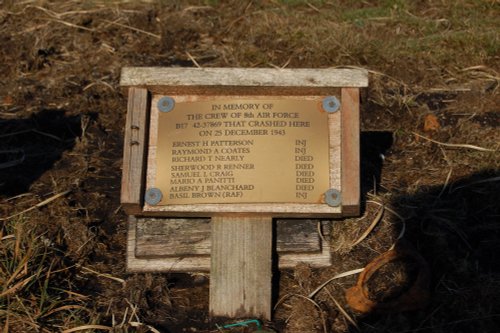 IN MEMORY OF
THE CREW OF 8th AIR FORCE
B17 42-37869 THAT CRASHED HERE
ON 25 DECEMBER 1943
ERNEST H PATTERSON INJ
RAYMOND A COATES INJ
RICHARD T NEARLY DIED
SHERWOOD R RENNER DIED
SAMUEL L CRAIG DIED
MARIO A PANTTI DIED
ALBENY J BLANCHARD DIED
BASIL BROWN (RAF) INJ